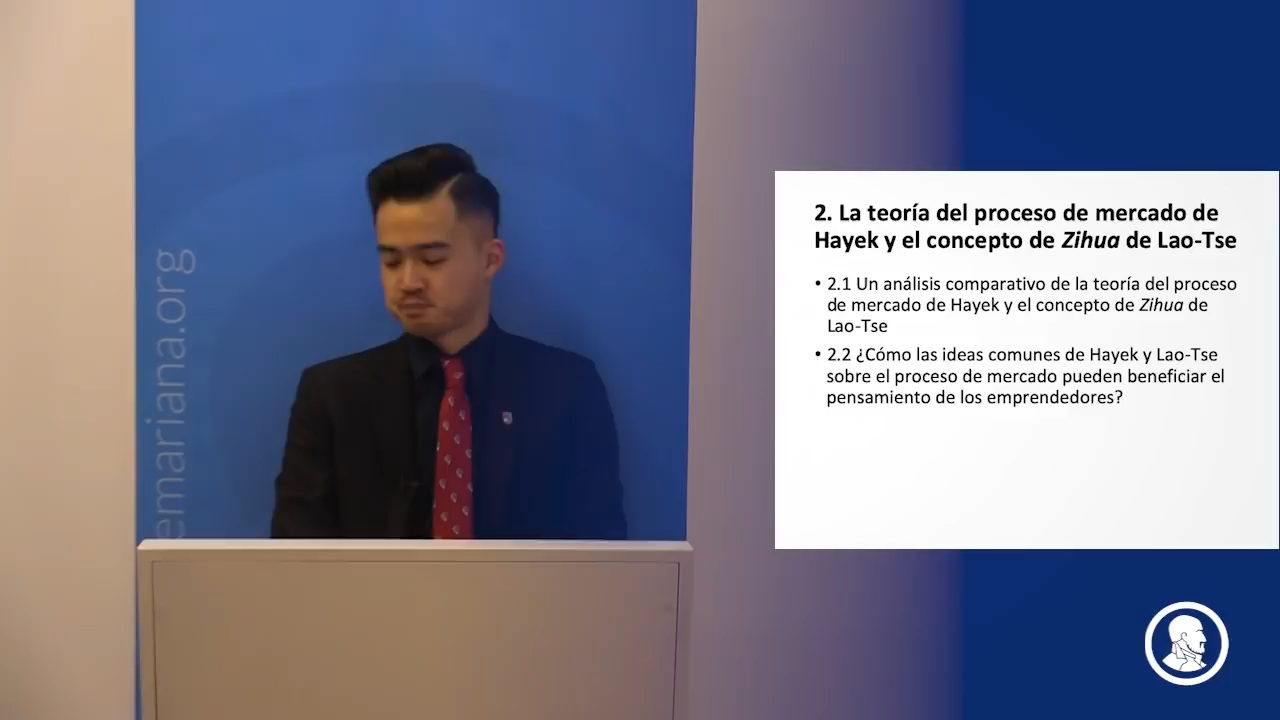 emariana.org
2. La teoría del proceso de mercado de
Hayek y el concepto de Zihua de Lao-Tse
• 2.1 Un análisis comparativo de la teoría del proceso
de mercado de Hayek y el concepto de Zihua de
Lao-Tse
• 2.2 ¿Cómo las ideas comunes de Hayek y Lao-Tse
sobre el proceso de mercado pueden beneficiar el
pensamiento de los emprendedores?